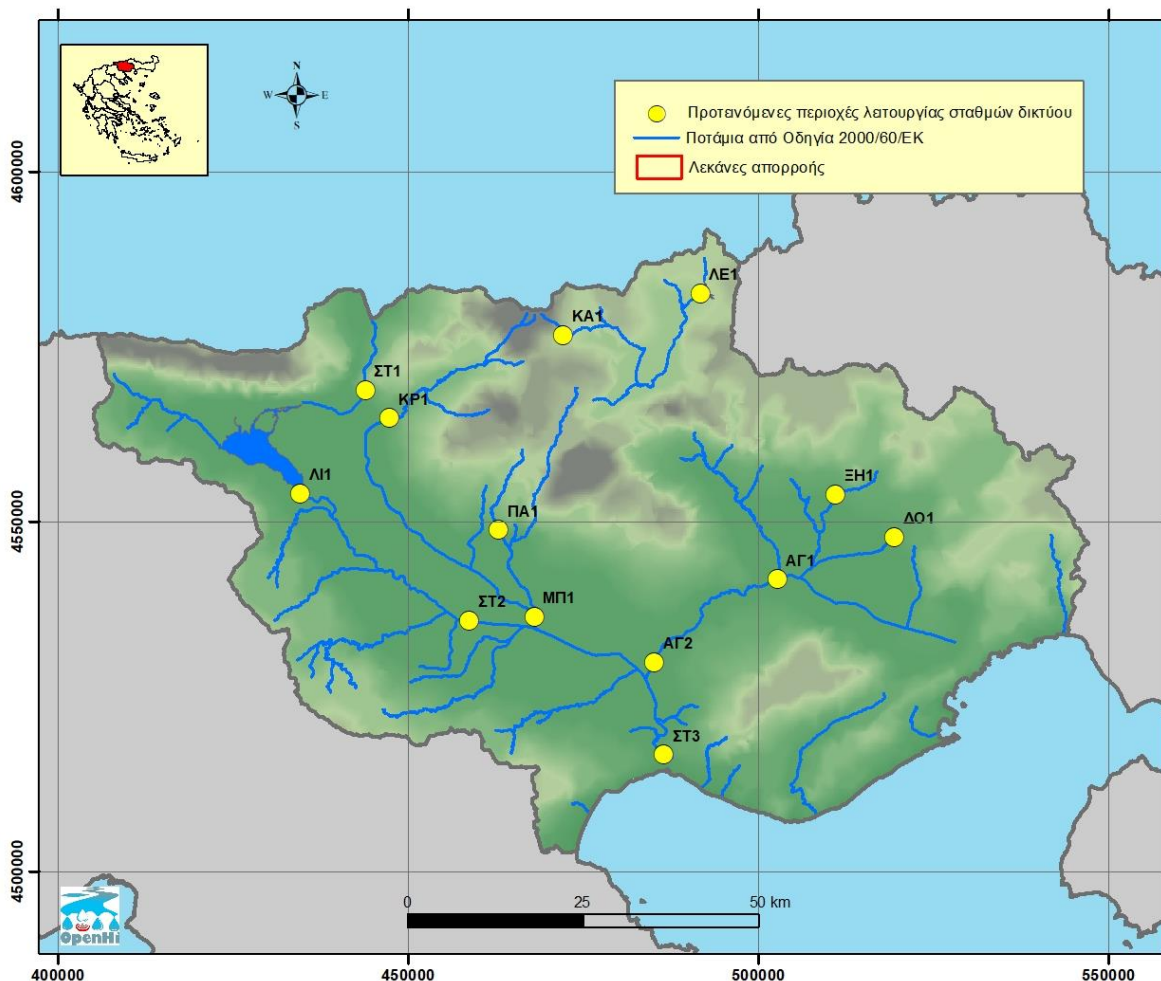 N
W E
S
Προτεινόμενες περιοχές λειτουργίας σταθμών δικτύου
Ποτάμια από Οδηγία 2000/60/ΕΚ
Λεκάνες απορροής
4600000
ΛΕ1
ΚΑ1
ΣΤ1
ΚΡ1
ΛΙ1
ΞΗ1
4550000
ΠΑ1
ΔΟ1
ΑΓ1
ΣΤ2
ΜΠ1
ΑΓ2
ΣΤ3
4500000
OpenHi
0 25 50 km
400000 450000 500000 550000